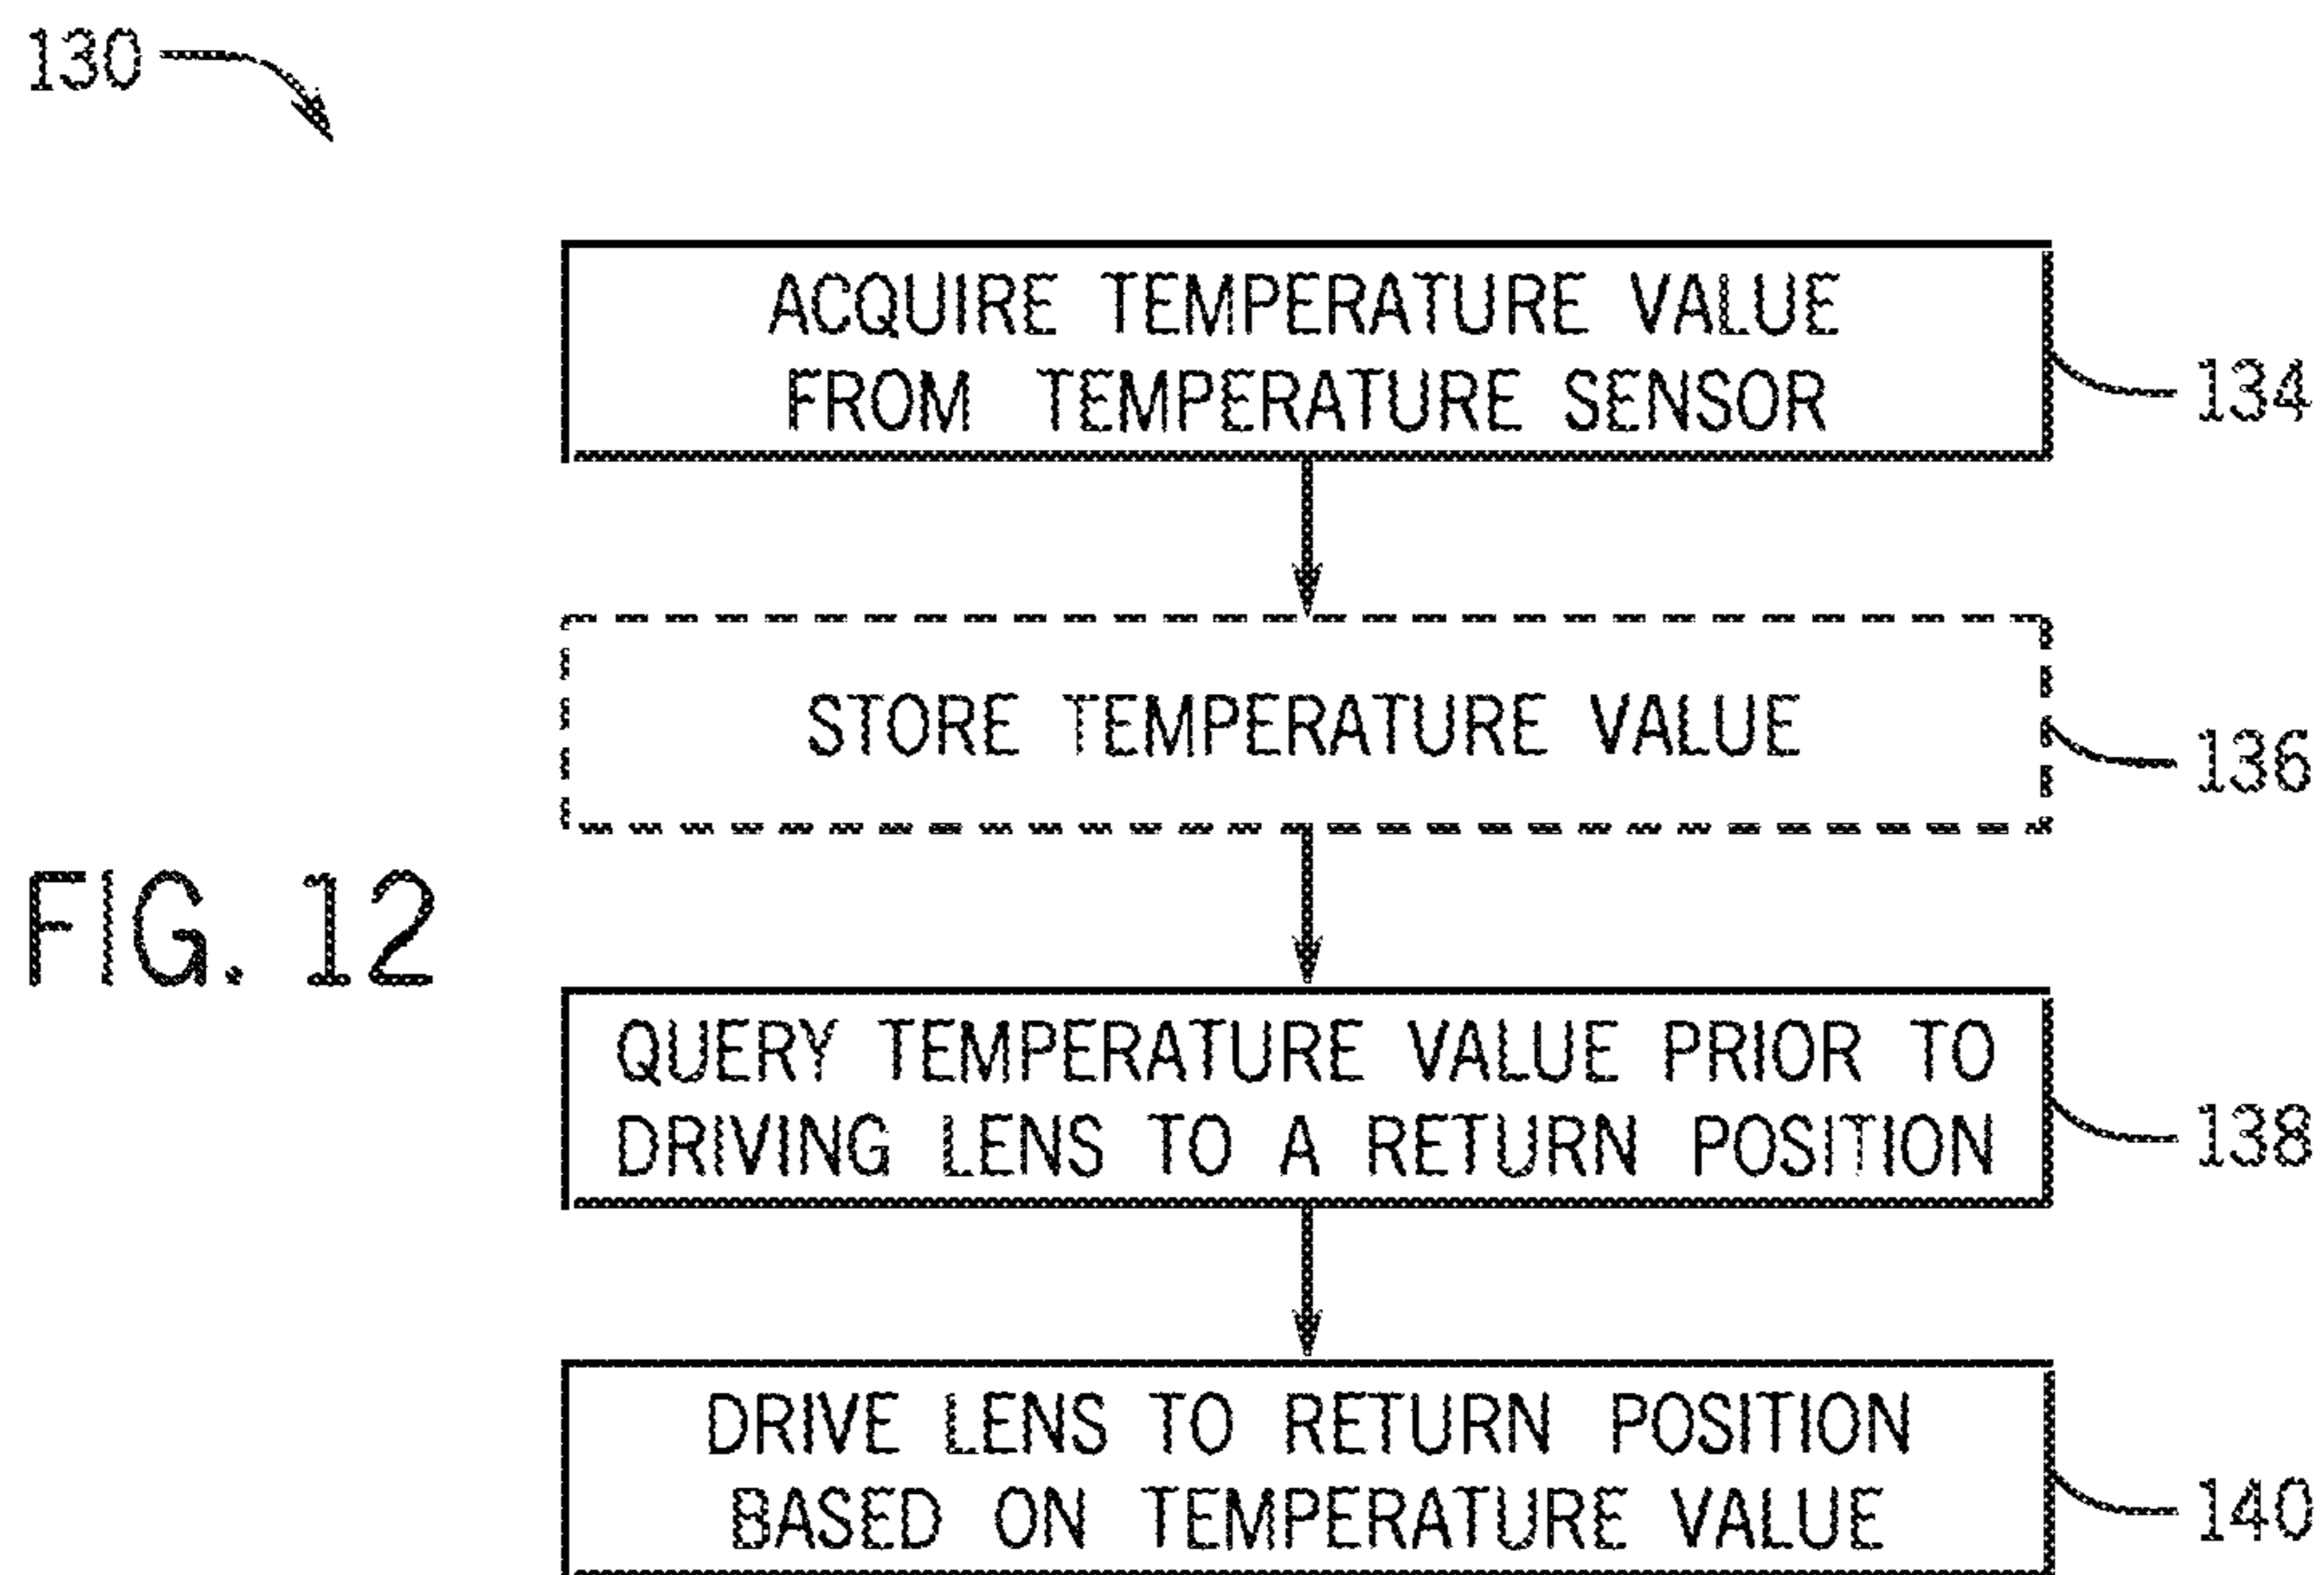 130
ACQUIRE TEMPERATURE VALUE
FROM TEMPERATURE SENSOR
134
STORE TEMPERATURE VALUE
136
FIG. 12
QUERY TEMPERATURE VALUE PRIOR TO
DRIVING LENS TO A RETURN POSITION
138
DRIVE LENS TO RETURN POSITION
BASED ON TEMPERATURE VALUE
140